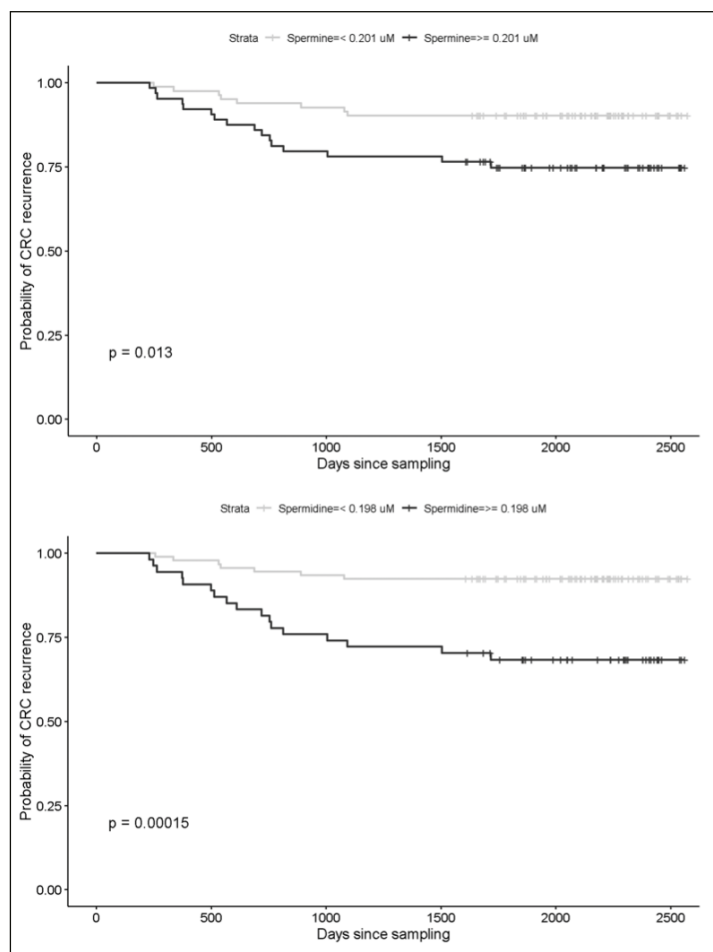 Strata Spermine=< 0.201 uM Spermine=>= 0.201 uM
1.00
0.75
0.50
0.25
0.00
Probability of CRC recurrence
p = 0.013
0 500 1000 1500 2000 2500
Days since sampling
Strata Spermidine=< 0.198 uM Spermidine=>= 0.198 uM
1.00
0.75
0.50
0.25
0.00
Probability of CRC recurrence
p = 0.00015
0 500 1000 1500 2000 2500
Days since sampling